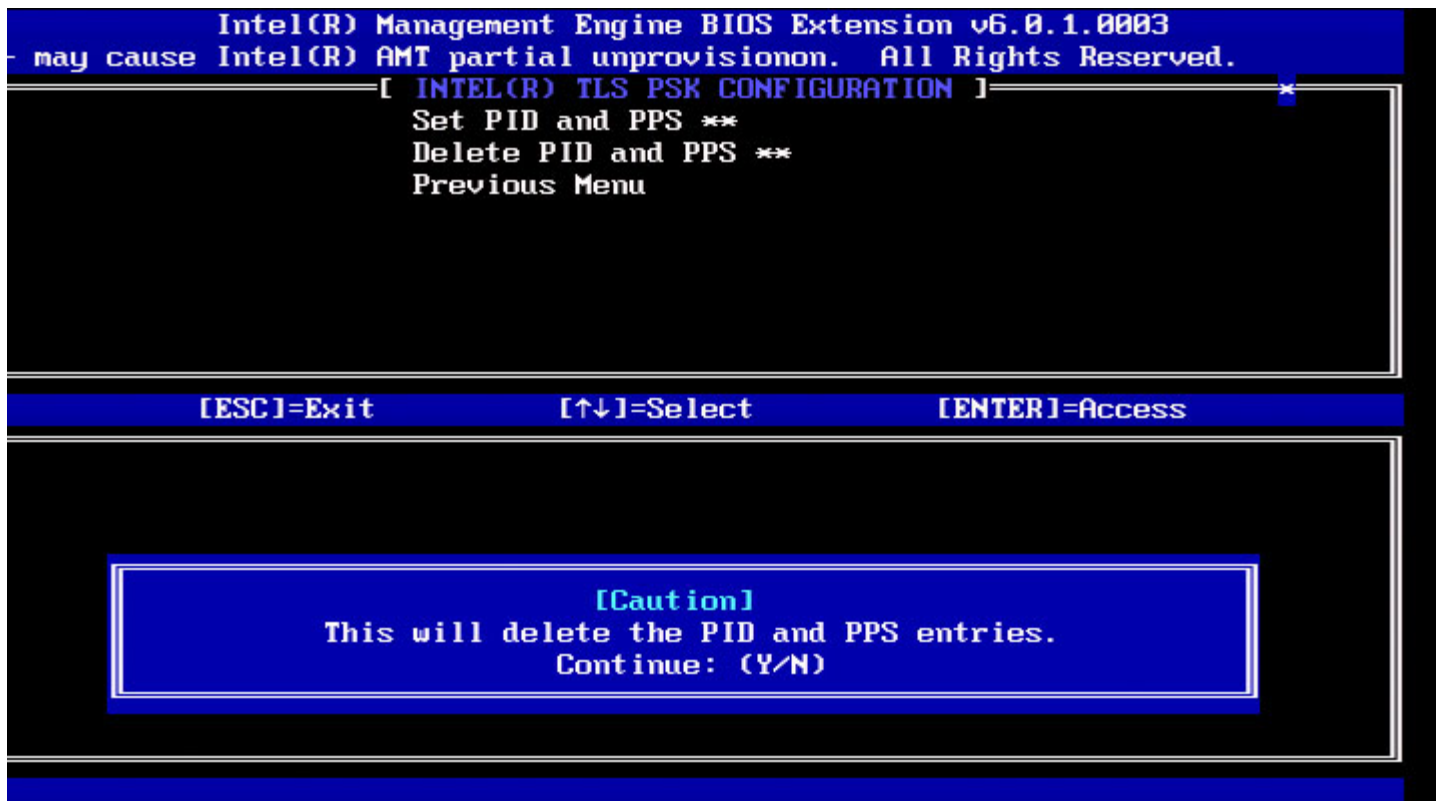 Intel(R) Management Engine BIOS Extension v6.0.1.0003
- may cause Intel(R) AMT partial unprovisionon. All Rights Reserved.
[ INTEL(R) TLS PSK CONFIGURATION ] *
Set PID and PPS **
Delete PID and PPS **
Previous Menu
[ESC]=Exit [↑↓]=Select [ENTER]=Access
[Caution]
This will delete the PID and PPS entries.
Continue: (Y/N)